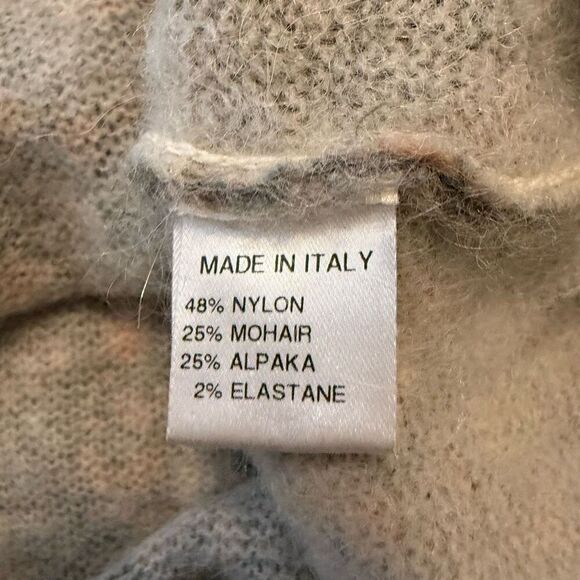 MADE IN ITALY
48% NYLON
25% MOHAIR
25% ALPAKA
2% ELASTANE